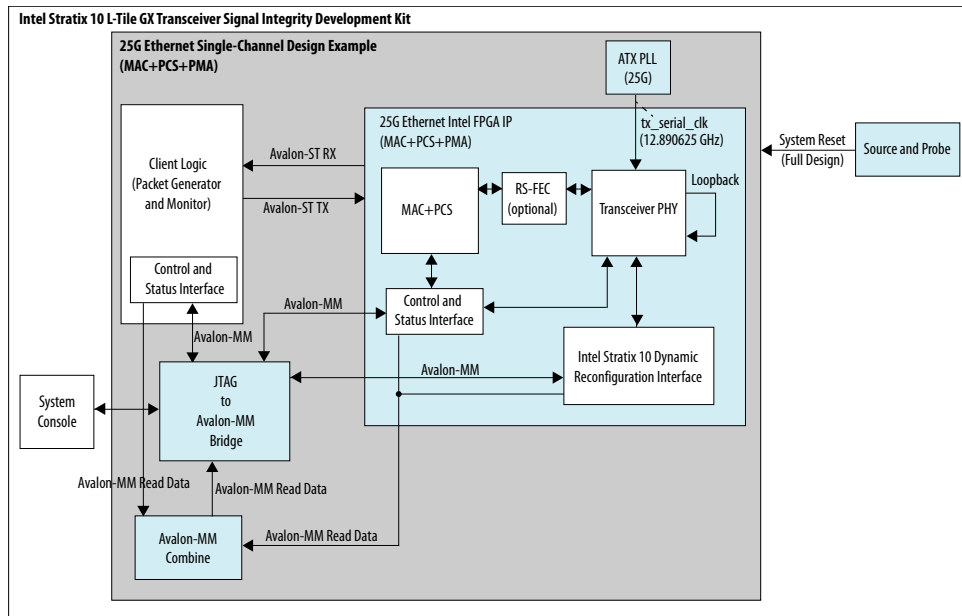 Intel Stratix 10 L-Tile GX Transceiver Signal Integrity Development Kit
25G Ethernet Single-Channel Design Example
(MAC+PCS+PMA)
ATX PLL
(25G)
25G Ethernet Intel FPGA IP
(MAC+PCS+PMA)
tx_serial_clk
(12.890625 GHz)
System Reset
(Full Design)
Source and Probe
Client Logic
(Packet Generator
and Monitor)
Avalon-ST RX
Avalon-ST TX
MAC+PCS
RS-FEC
(optional)
Transceiver PHY
Loopback
Control and
Status Interface
Avalon-MM
Avalon-MM
Control and
Status Interface
Intel Stratix 10 Dynamic
Reconfiguration Interface
Avalon-MM
System
Console
JTAG
to
Avalon-MM
Bridge
Avalon-MM Read Data
Avalon-MM Read Data
Avalon-MM
Combine
Avalon-MM Read Data